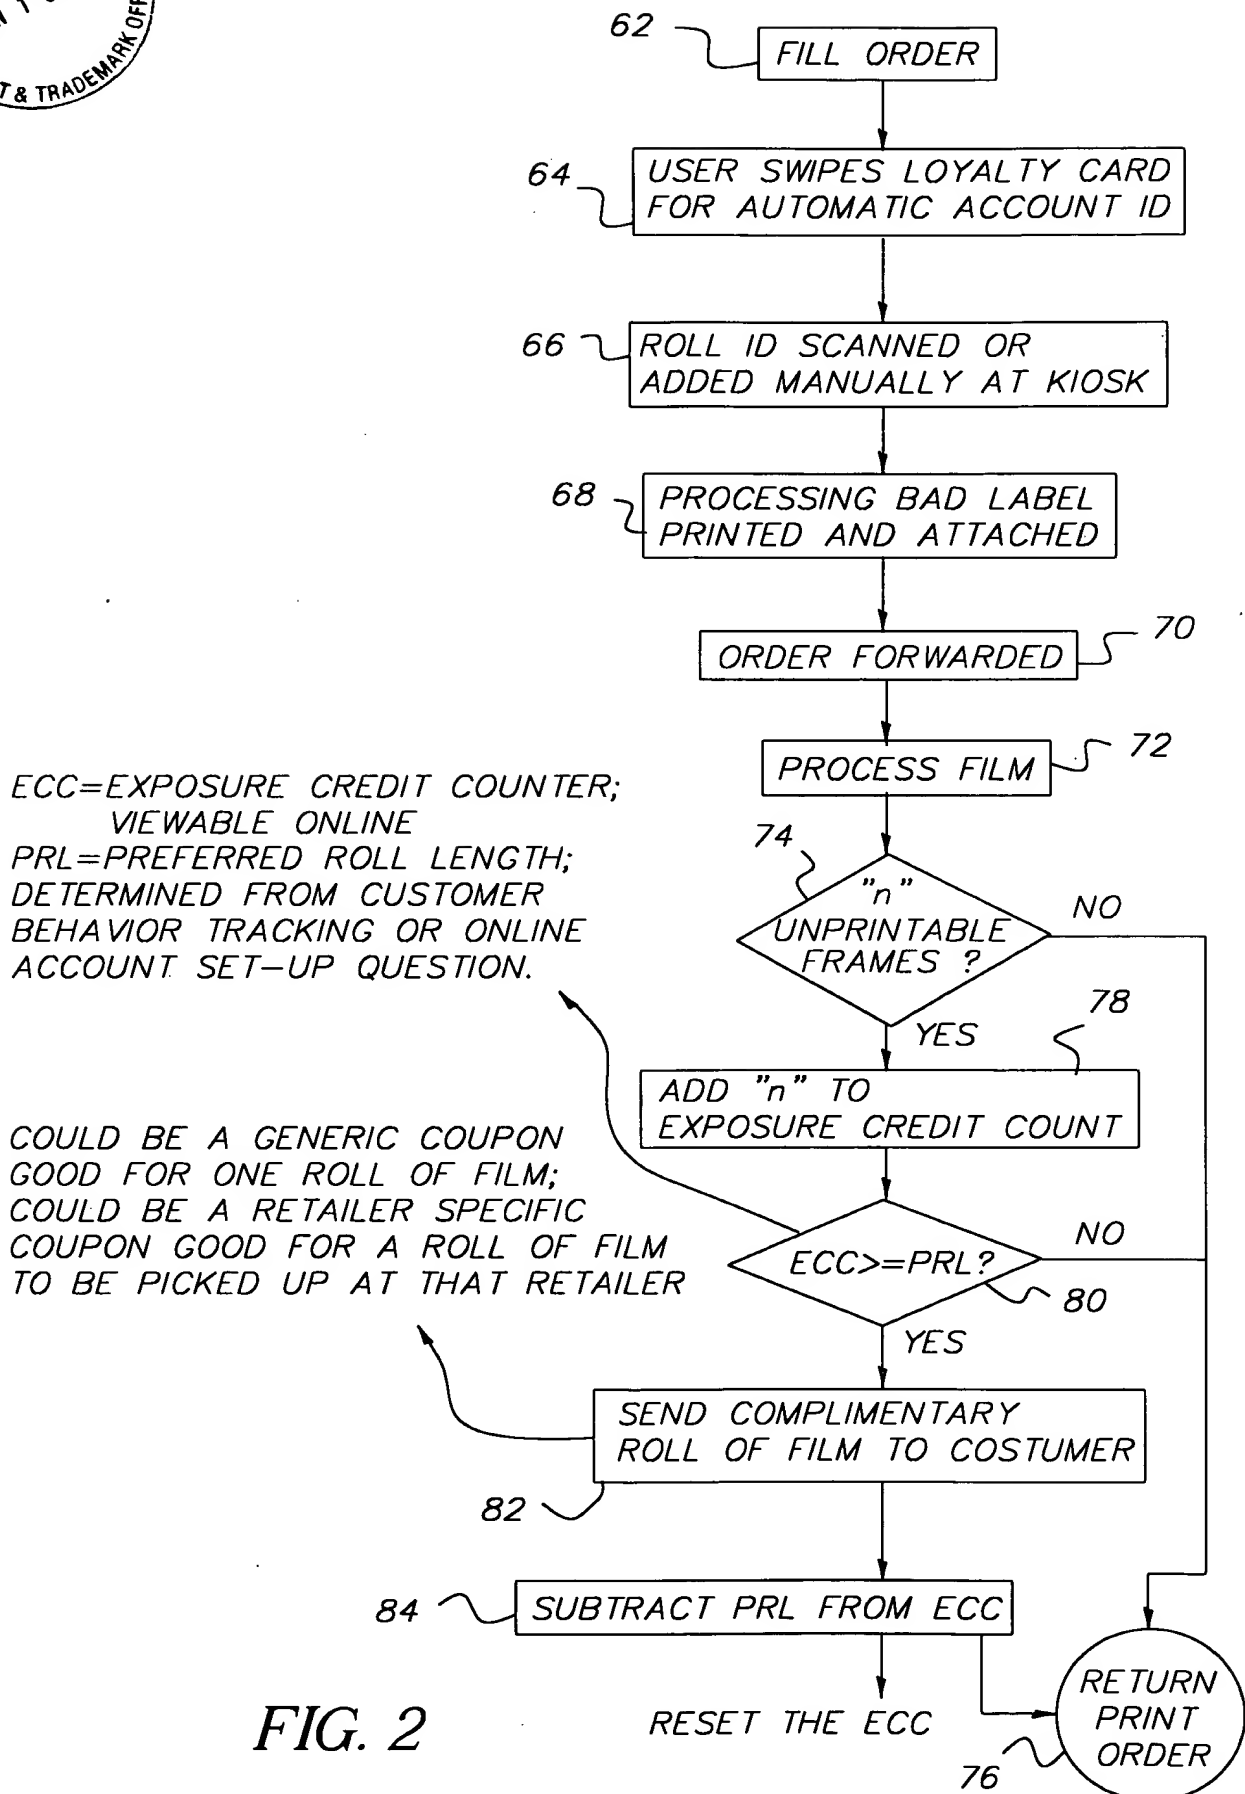 T & TRADEMARK OFF
62
FILL ORDER
64
USER SWIPES LOYALTY CARD
FOR AUTOMATIC ACCOUNT ID
66
ROLL ID SCANNED OR
ADDED MANUALLY AT KIOSK
68
PROCESSING BAD LABEL
PRINTED AND ATTACHED
70
ORDER FORWARDED
72
PROCESS FILM
ECC=EXPOSURE CREDIT COUNTER;
VIEWABLE ONLINE
PRL=PREFERRED ROLL LENGTH;
DETERMINED FROM CUSTOMER
BEHAVIOR TRACKING OR ONLINE
ACCOUNT SET-UP QUESTION.
74
"n"
UNPRINTABLE
FRAMES ?
NO
YES
78
ADD "n" TO
EXPOSURE CREDIT COUNT
COULD BE A GENERIC COUPON
GOOD FOR ONE ROLL OF FILM;
COULD BE A RETAILER SPECIFIC
COUPON GOOD FOR A ROLL OF FILM
TO BE PICKED UP AT THAT RETAILER
ECC>=PRL?
NO
80
YES
SEND COMPLIMENTARY
ROLL OF FILM TO COSTUMER
82
84
SUBTRACT PRL FROM ECC
RESET THE ECC
RETURN
PRINT
ORDER
76
FIG. 2